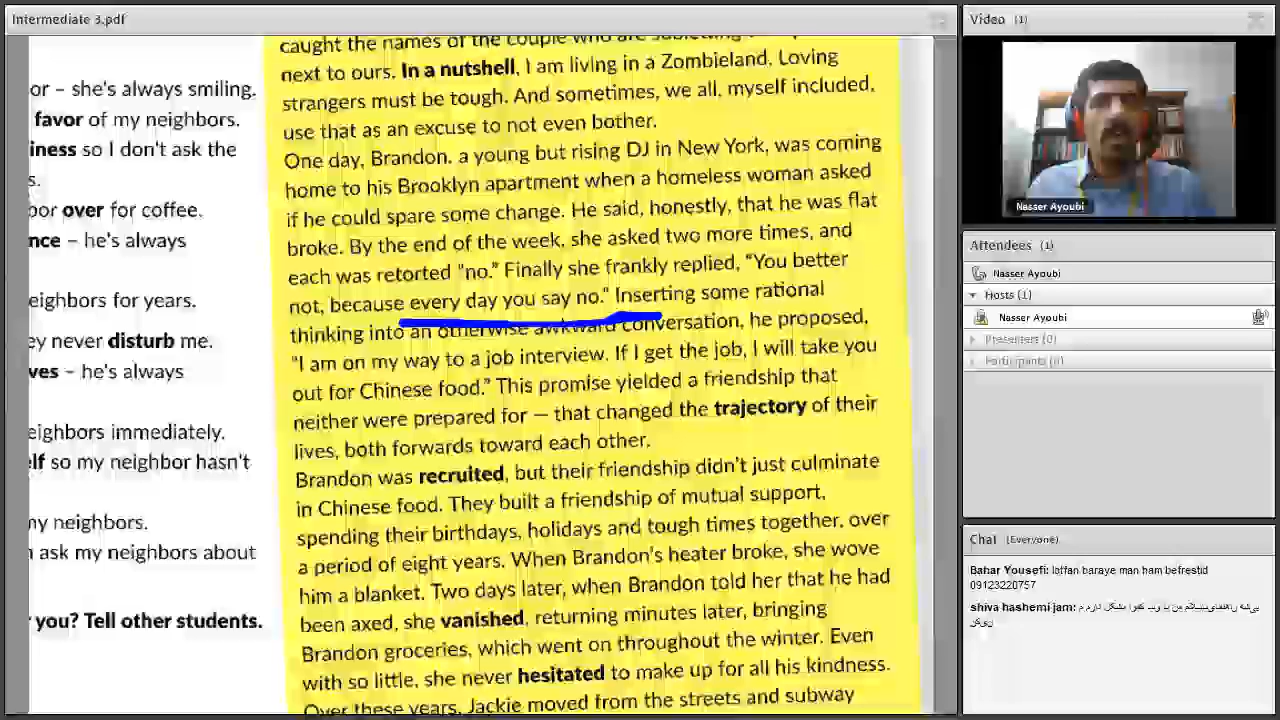 Intermediate 3.pdf
or – she's always smiling.
favor of my neighbors.
iness so I don't ask the
s.
bor over for coffee.
nce – he's always
eighbors for years.
ey never disturb me.
ves – he's always
eighbors immediately.
elf so my neighbor hasn't
my neighbors.
ask my neighbors about
you? Tell other students.
caught the names of the couple who are
next to ours. In a nutshell, I am living in a Zombieland, Loving
strangers must be tough. And sometimes, we all, myself included,
use that as an excuse to not even bother.
One day, Brandon. a young but rising DJ in New York, was coming
home to his Brooklyn apartment when a homeless woman asked
if he could spare some change. He said, honestly, that he was flat
broke. By the end of the week, she asked two more times, and
each was retorted "no." Finally she frankly replied, "You better
not, because every day you say no." Inserting some rational
thinking into an otherwise awkward conversation, he proposed,
"I am on my way to a job interview. If I get the job, I will take you
out for Chinese food." This promise yielded a friendship that
neither were prepared for — that changed the trajectory of their
lives, both forwards toward each other.
Brandon was recruited, but their friendship didn't just culminate
in Chinese food. They built a friendship of mutual support,
spending their birthdays, holidays and tough times together, over
a period of eight years. When Brandon's heater broke, she wove
him a blanket. Two days later, when Brandon told her that he had
been axed, she vanished, returning minutes later, bringing
Brandon groceries, which went on throughout the winter. Even
with so little, she never hesitated to make up for all his kindness.
Over these years, Jackie moved from the streets and subway
Video (1)
Nasser Ayoubi
Attendees (1)
Nasser Ayoubi
Hosts (1)
Nasser Ayoubi
Presenters (0)
Participants (0)
Chat (Everyone)
Bahar Yousefi: lotfan baraye man ham befrestid
09123220757
shiva hashemi jam: